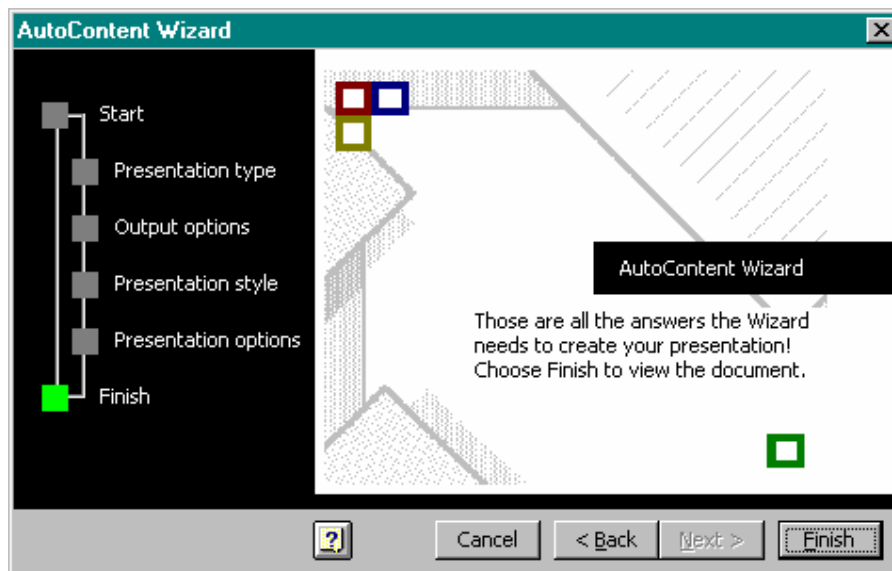 AutoContent Wizard
Start
Presentation type
Output options
Presentation style
Presentation options
Finish
AutoContent Wizard
Those are all the answers the Wizard
needs to create your presentation!
Choose Finish to view the document.
? Cancel < Back Next > Finish